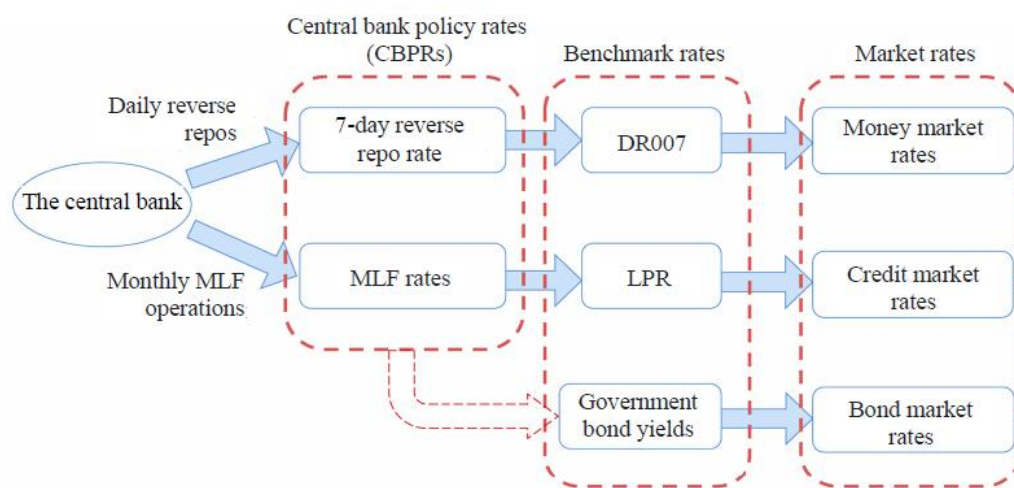 Central bank policy rates
(CBPRs)
Benchmark rates
Market rates
Daily reverse
repos
7-day reverse
repo rate
DR007
Money market
rates
The central bank
Monthly MLF
operations
MLF rates
LPR
Credit market
rates
Government
bond yields
Bond market
rates